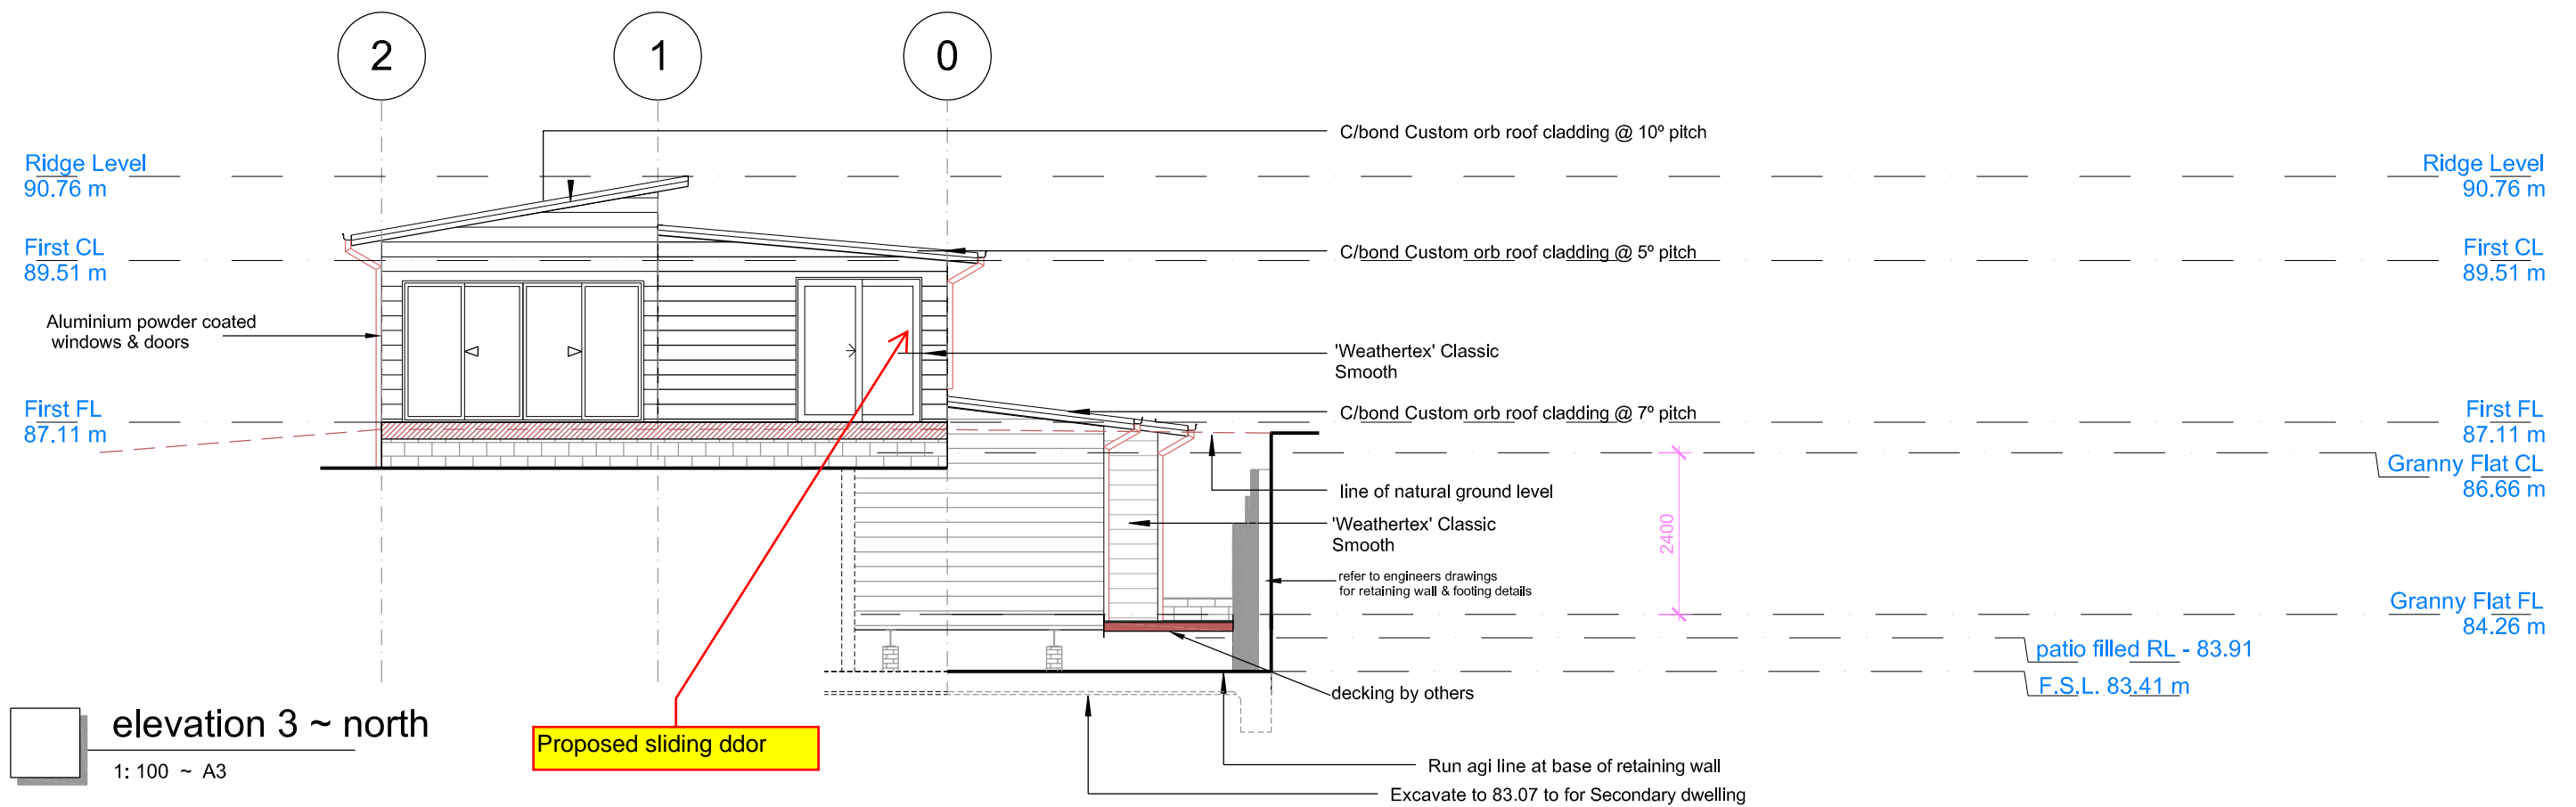 2
1
0
C/bond Custom orb roof cladding @ 10º pitch
Ridge Level
90.76 m
Ridge Level
90.76 m
First CL
89.51 m
C/bond Custom orb roof cladding @ 5º pitch
First CL
89.51 m
Aluminium powder coated
windows & doors
'Weathertex' Classic
Smooth
First FL
87.11 m
C/bond Custom orb roof cladding @ 7º pitch
First FL
87.11 m
Granny Flat CL
86.66 m
line of natural ground level
'Weathertex' Classic
Smooth
2400
refer to engineers drawings
for retaining wall & footing details
Granny Flat FL
84.26 m
patio filled RL - 83.91
F.S.L. 83.41 m
decking by others
elevation 3 ~ north
1: 100 ~ A3
Proposed sliding ddor
Run agi line at base of retaining wall
Excavate to 83.07 to for Secondary dwelling